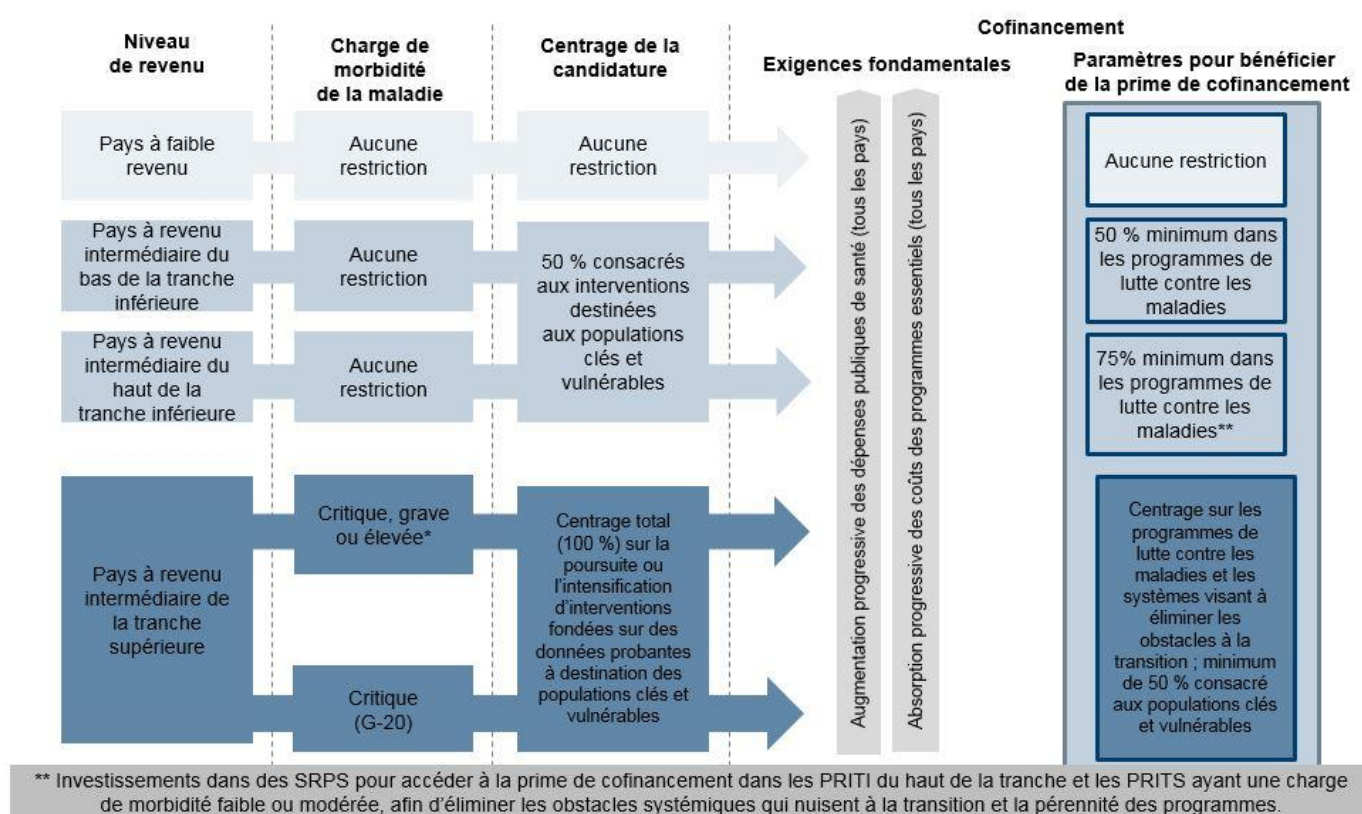 Niveau
de revenu
Charge de
morbidité
de la maladie
Centrage de la
candidature
Cofinancement
Exigences fondamentales
Paramètres pour bénéficier
de la prime de cofinancement
Pays à faible
revenu
Aucune
restriction
Aucune
restriction
Aucune restriction
Pays à revenu
intermédiaire du
bas de la tranche
inférieure
Aucune
restriction
50 % consacrés
aux interventions
destinées
aux populations
clés et
vulnérables
50 % minimum dans
les programmes de
lutte contre les
maladies
Pays à revenu
intermédiaire du
haut de la
tranche inférieure
Aucune
restriction
75% minimum dans
les programmes de
lutte contre les
maladies**
Pays à revenu
intermédiaire de
la tranche
supérieure
Critique, grave
ou élevée*
Critique
(G-20)
Centrage total
(100 %) sur la
poursuite ou
l'intensification
d'interventions
fondées sur des
données probantes
à destination des
populations clés et
vulnérables
Augmentation progressive des dépenses publiques de santé (tous les pays)
Absorption progressive des coûts des programmes essentiels (tous les pays)
Centrage sur les
programmes de
lutte contre les
maladies et les
systèmes visant à
éliminer les
obstacles à la
transition ; minimum
de 50 % consacré
aux populations clés
et vulnérables
** Investissements dans des SRPS pour accéder à la prime de cofinancement dans les PRITI du haut de la tranche et les PRITS ayant une charge
de morbidité faible ou modérée, afin d'éliminer les obstacles systémiques qui nuisent à la transition et la pérennité des programmes.